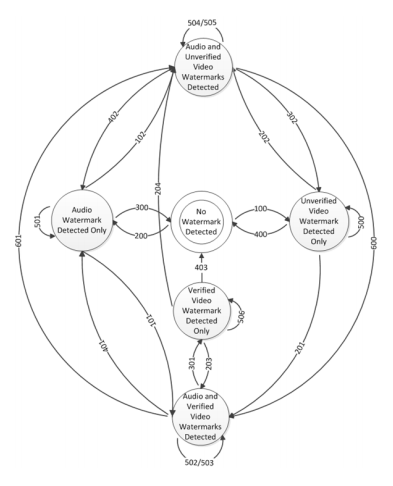 504/505
Audio and
Unverified
Video
Watermarks
Detected
402
102
302
202
204
601
600
Audio
Watermark
Detected Only
501
300
200
No
Watermark
Detected
100
400
Unverified
Video
Watermark
Detected
Only
500
403
Verified
Video
Watermark
Detected
Only
506
401
101
201
301
203
Audio and
Verified
Video
Watermarks
Detected
502/503